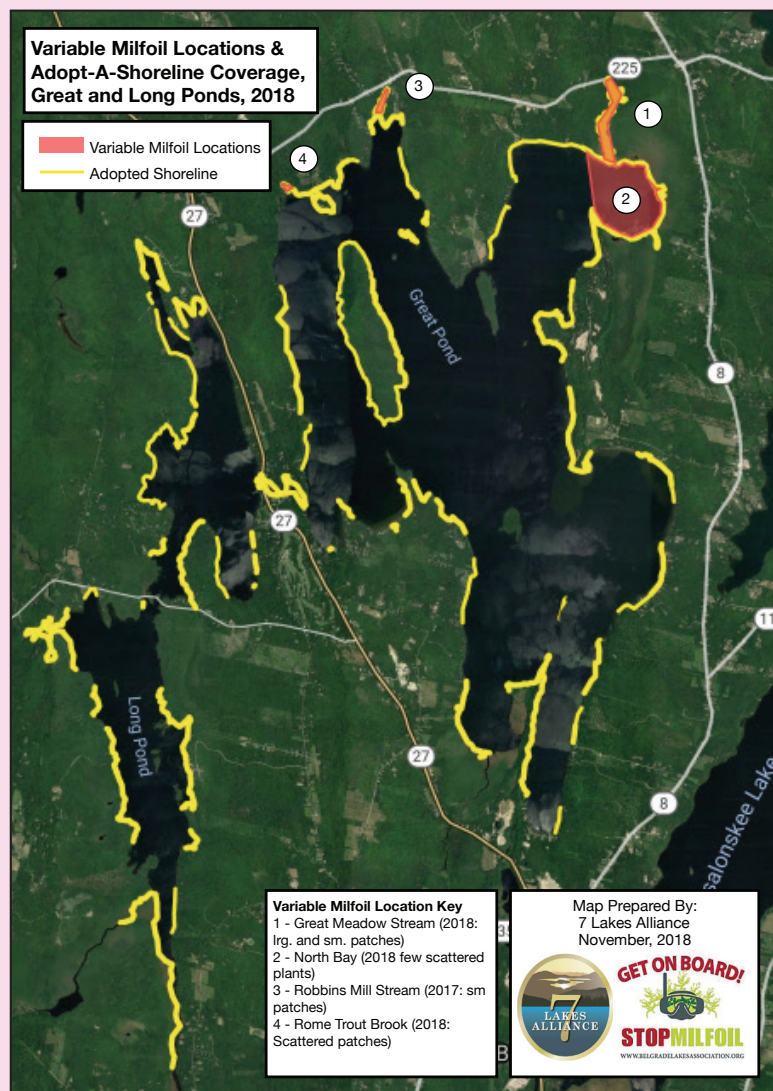 Variable Milfoil Locations &
Adopt-A-Shoreline Coverage,
Great and Long Ponds, 2018
Variable Milfoil Locations
Adopted Shoreline
3
225
1
4
2
27
Great Pond
8
27
11
Long Pond
27
8
salonskee Lake
Variable Milfoil Location Key
1 - Great Meadow Stream (2018:
lrg. and sm. patches)
2 - North Bay (2018 few scattered
plants)
3 - Robbins Mill Stream (2017: sm
patches)
4 - Rome Trout Brook (2018:
Scattered patches)
Map Prepared By:
7 Lakes Alliance
November, 2018
7
LAKES
ALLIANCE
GET ON BOARD!
STOPMILFOIL
WWW.BELGRADELAKESASSOCIATION.ORG
B